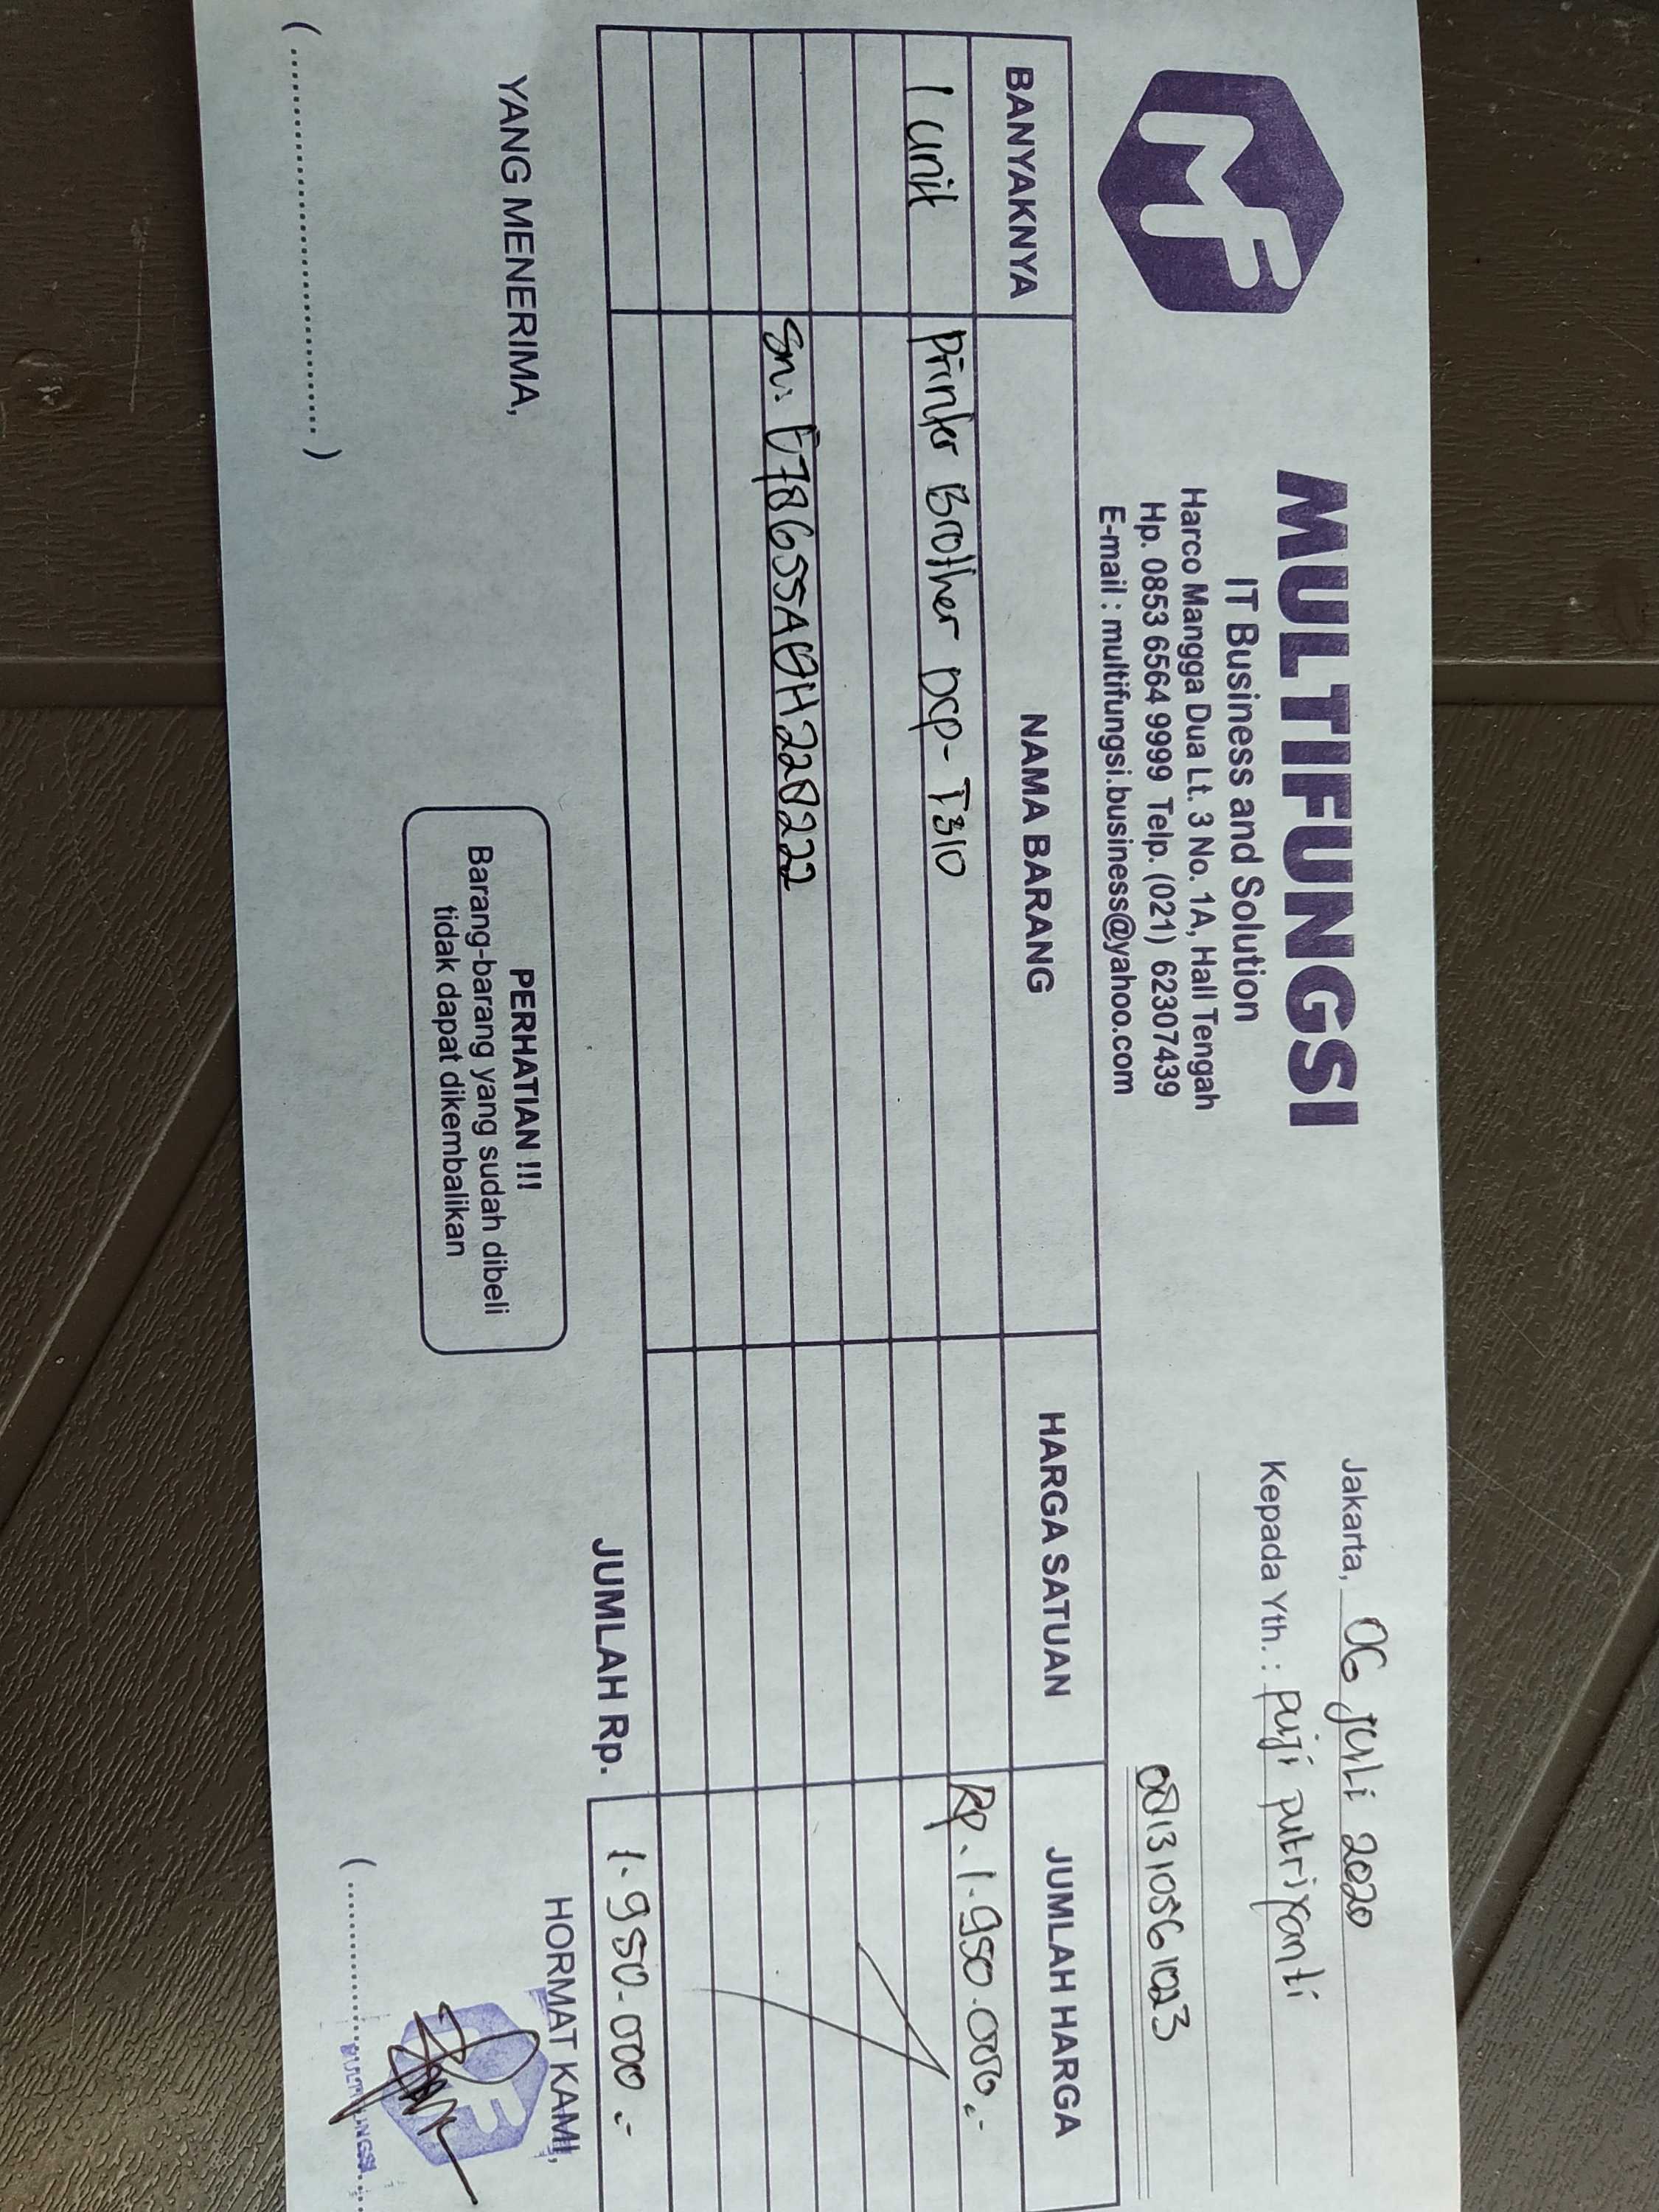 MF
MULTIFUNGSI
IT Business and Solution
Harco Mangga Dua Lt. 3 No. 1A, Hall Tengah
Hp. 0853 6564 9999 Telp. (021) 62307439
E-mail : multifungsi.business@yahoo.com
Jakarta, 06 Juli 2020
Kepada Yth. : Puji Putriyanti
081310561023
BANYAKNYA NAMA BARANG HARGA SATUAN JUMLAH HARGA
1 unit Printer Brother DCP-T310 Rp. 1.950.000.-
Sn: E78655A0H220222
JUMLAH Rp. 1.950.000.-
YANG MENERIMA,
PERHATIAN !!!
Barang-barang yang sudah dibeli
tidak dapat dikembalikan
HORMAT KAMI,
MF
MULTIFUNGSI
(..............................)
(..............